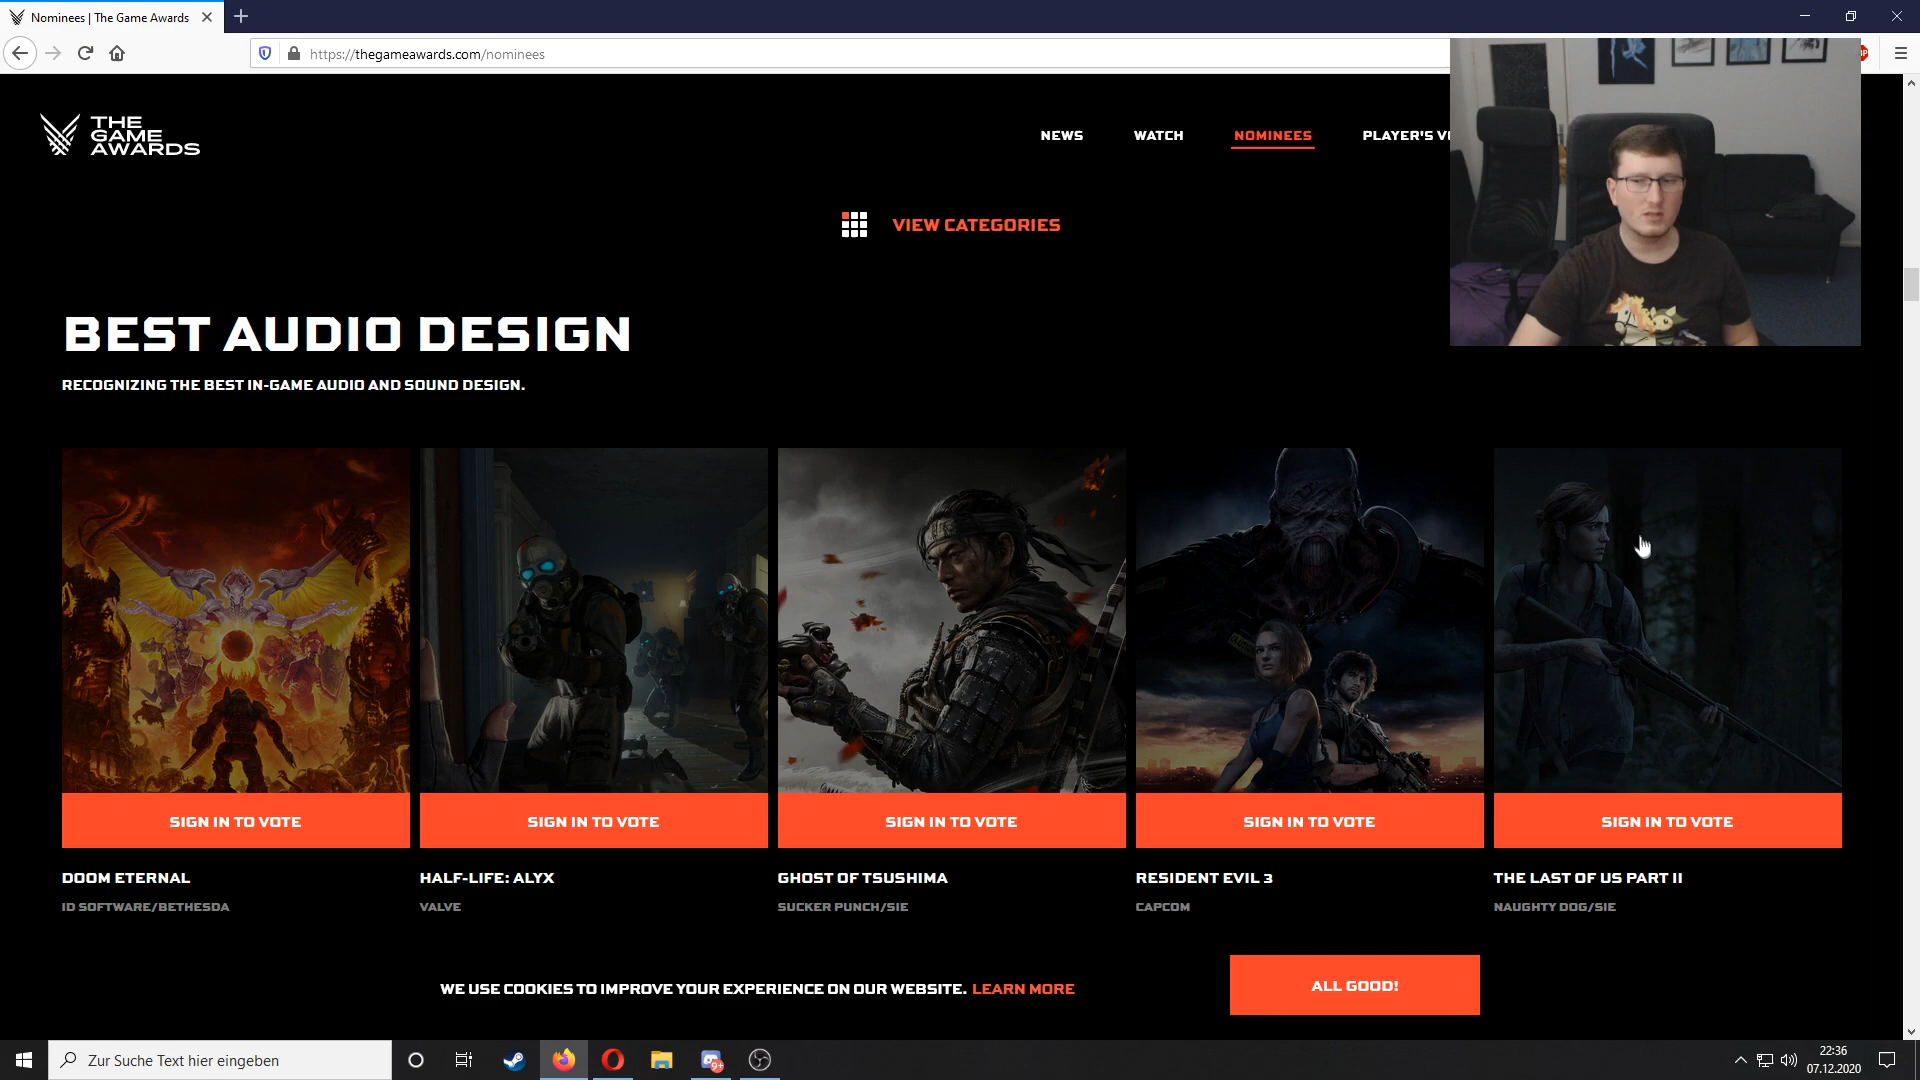 Nominees | The Game Awards
https://thegameawards.com/nominees
THE
GAME
AWARDS
NEWS
WATCH
NOMINEES
PLAYER'S
VIEW CATEGORIES
BEST AUDIO DESIGN
RECOGNIZING THE BEST IN-GAME AUDIO AND SOUND DESIGN.
SIGN IN TO VOTE
SIGN IN TO VOTE
SIGN IN TO VOTE
SIGN IN TO VOTE
SIGN IN TO VOTE
DOOM ETERNAL
HALF-LIFE: ALYX
GHOST OF TSUSHIMA
RESIDENT EVIL 3
THE LAST OF US PART II
ID SOFTWARE/BETHESDA
VALVE
SUCKER PUNCH/SIE
CAPCOM
NAUGHTY DOG/SIE
WE USE COOKIES TO IMPROVE YOUR EXPERIENCE ON OUR WEBSITE. LEARN MORE
ALL GOOD!
Zur Suche Text hier eingeben
9+
22:36
07.12.2020